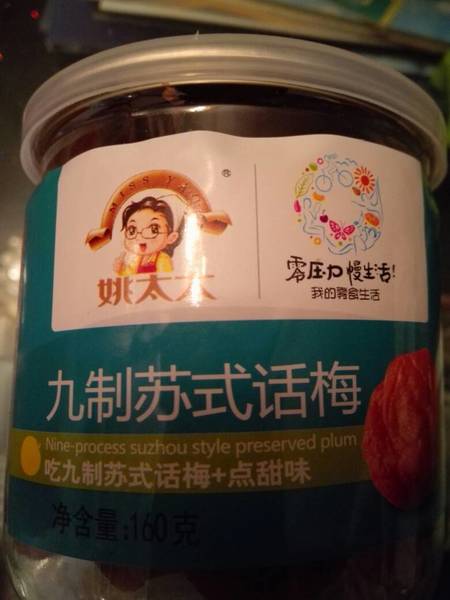 MISS YAO
®
姚太太
零压力慢生活!
我的零食生活
九制苏式话梅
Nine-process suzhou style preserved plum
吃九制苏式话梅+点甜味
净含量:160克